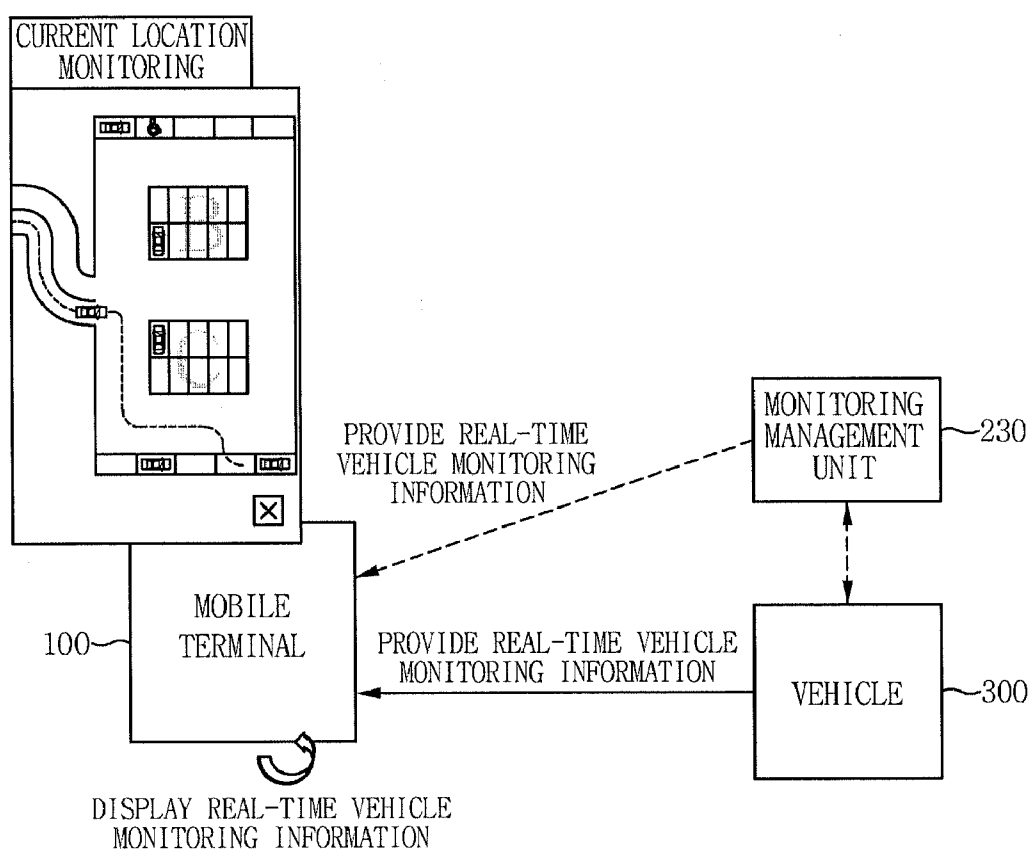 CURRENT LOCATION
MONITORING
B
C
PROVIDE REAL-TIME
VEHICLE MONITORING
INFORMATION
MONITORING
MANAGEMENT
UNIT
230
MOBILE
TERMINAL
100
PROVIDE REAL-TIME VEHICLE
MONITORING INFORMATION
VEHICLE
300
DISPLAY REAL-TIME VEHICLE
MONITORING INFORMATION